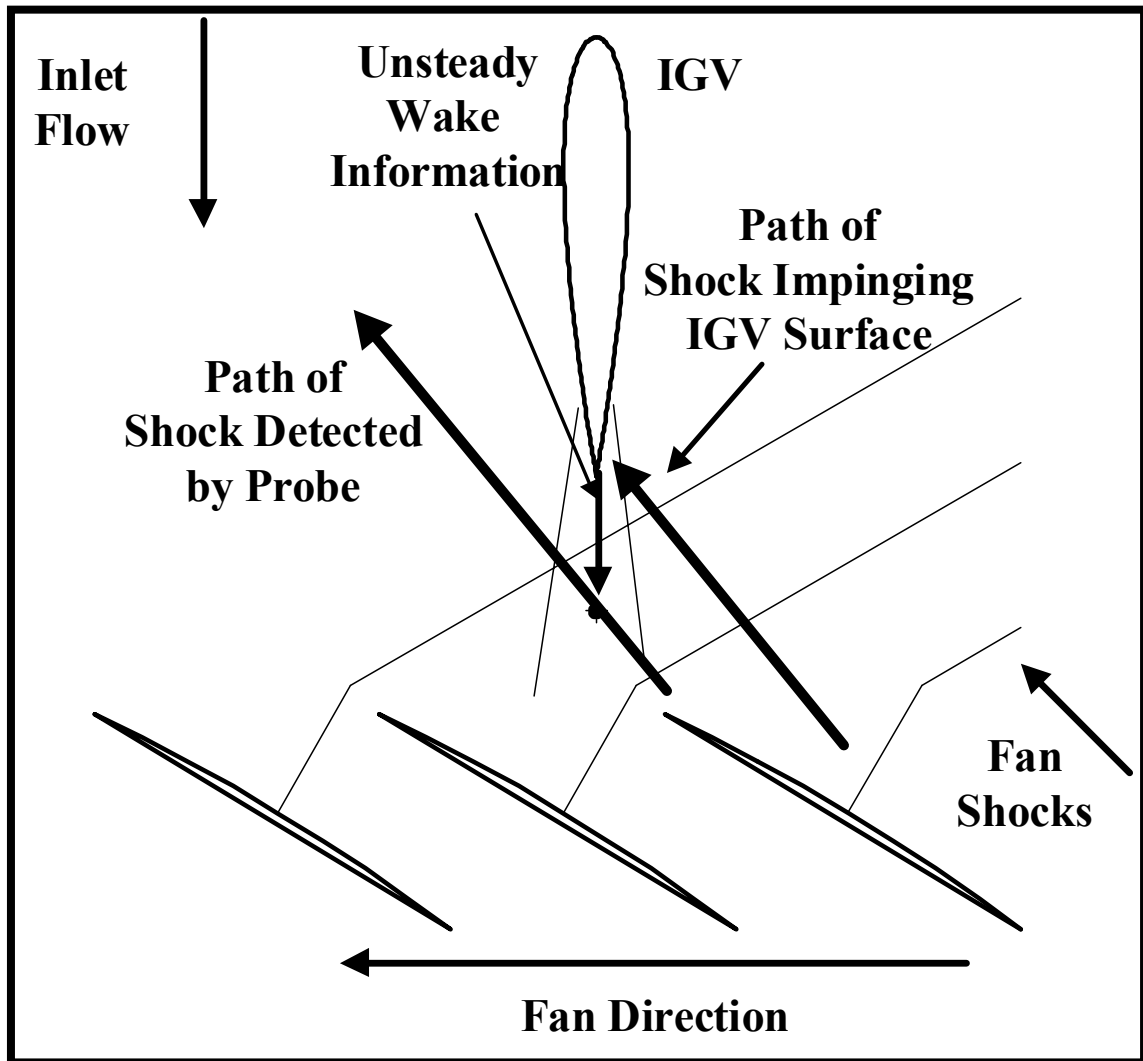 Inlet
Flow
Unsteady
Wake
Information
IGV
Path of
Shock Impinging
IGV Surface
Path of
Shock Detected
by Probe
Fan
Shocks
Fan Direction